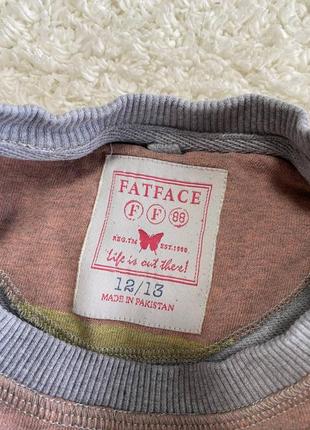 FATFACE
F F 88
REG.TM EST.1988
life is out there!
12/13
MADE IN PAKISTAN